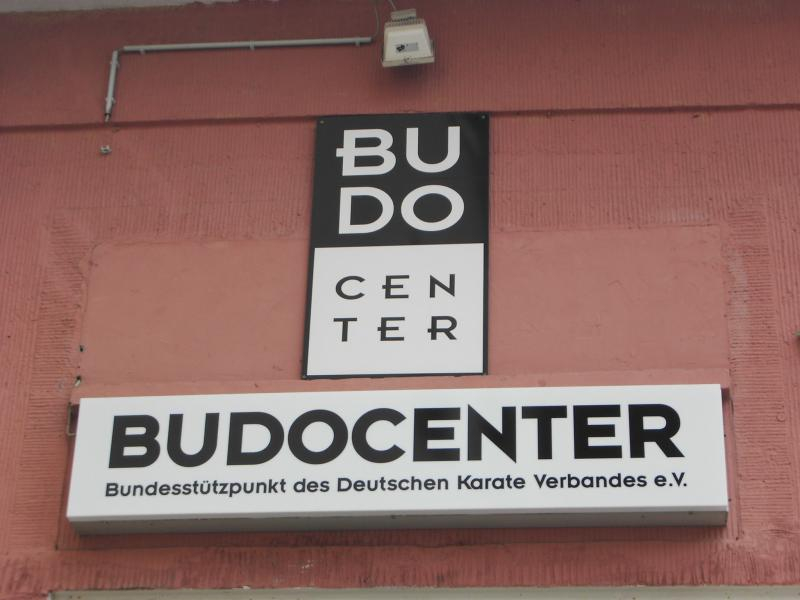 BU
DO
CEN
TER
BUDOCENTER
Bundesstützpunkt des Deutschen Karate Verbandes e.V.